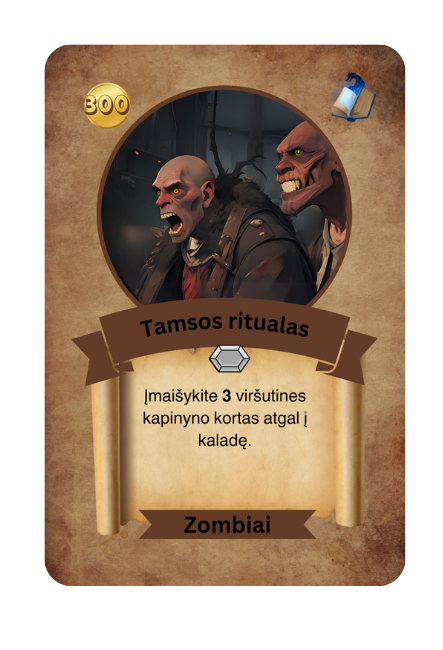 300
Tamsos ritualas
Įmaišykite 3 viršutines
kapinyno kortas atgal į
kaladę.
Zombiai